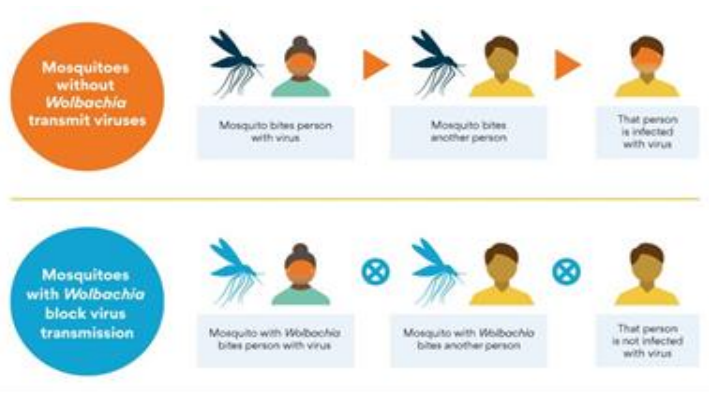 Mosquitoes
without
Wolbachia
transmit viruses
Mosquito bites person
with virus
Mosquito bites
another person
That person
is infected
with virus
Mosquitoes
with Wolbachia
block virus
transmission
Mosquito with Wolbachia
bites person with virus
Mosquito with Wolbachia
bites another person
That person
is not infected
with virus